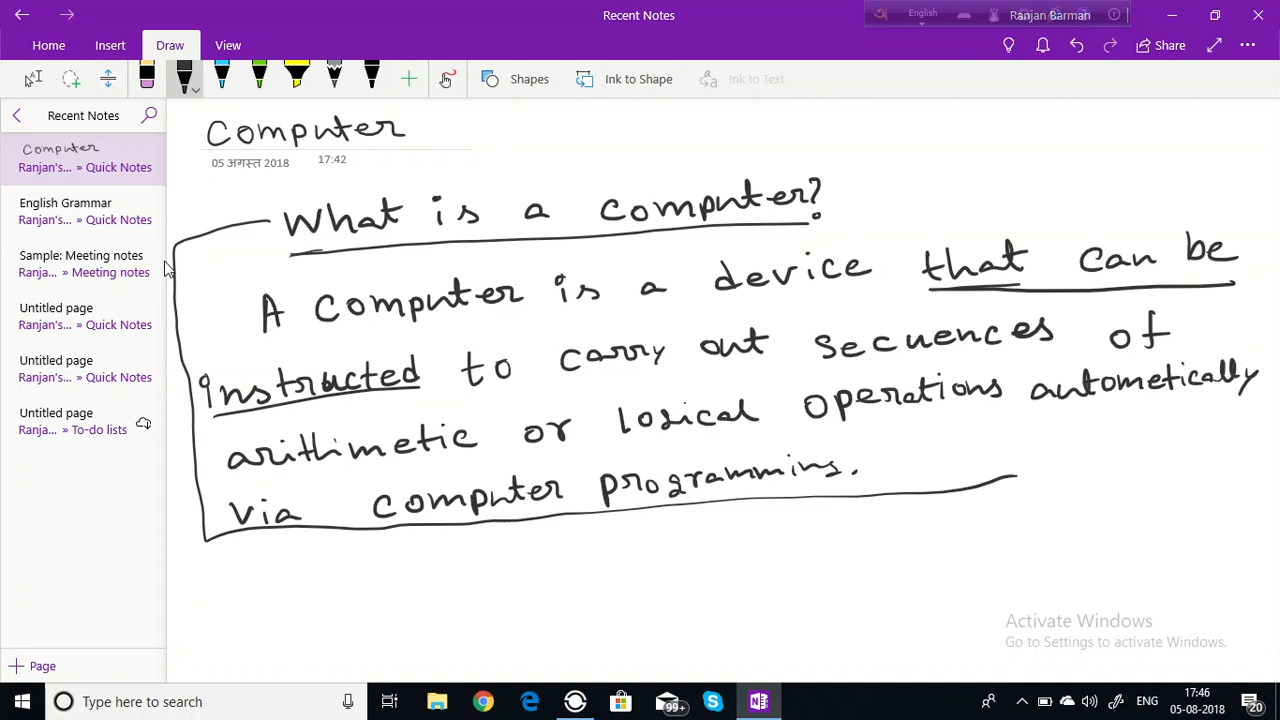 Recent Notes
English
Ranjan Barman
Home Insert Draw View
Share
Shapes
Ink to Shape
Ink to Text
Recent Notes
Computer
Ranjan's... » Quick Notes
English Grammar
Ranjan's... » Quick Notes
Sample: Meeting notes
Ranja... » Meeting notes
Untitled page
Ranjan's... » Quick Notes
Untitled page
Ranjan's... » Quick Notes
Untitled page
Ranja... » To-do lists
Page
Computer
05 अगस्त 2018 17:42
What is a computer?
A Computer is a device that can be
instructed to carry out secuences of
arithimetic or logical operations autometically
via computer programming.
Activate Windows
Go to Settings to activate Windows.
Type here to search
99+
ENG
17:46
05-08-2018
20